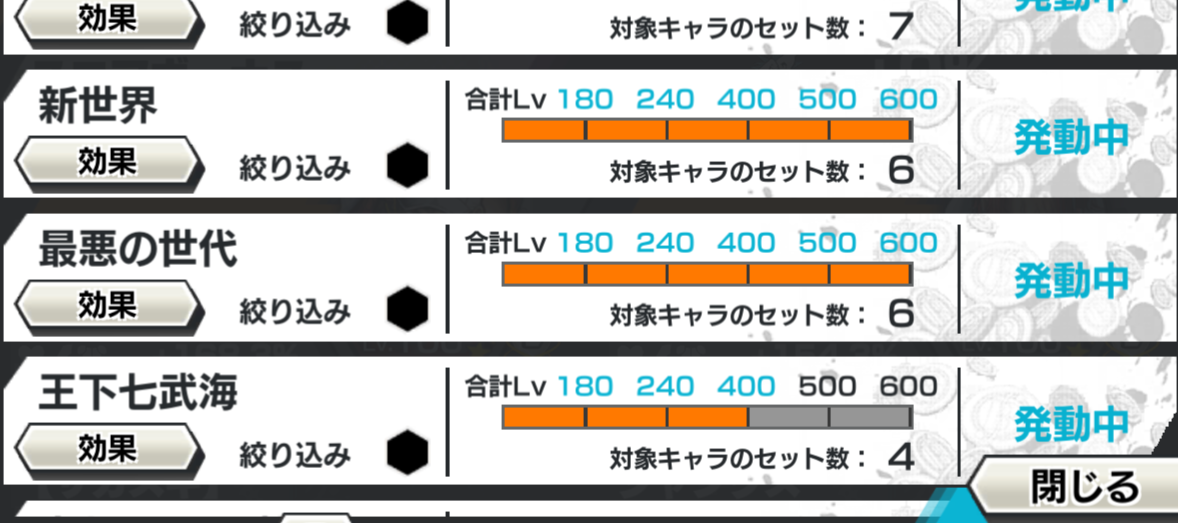 発動中
効果 絞り込み 対象キャラのセット数： 7
新世界 合計Lv 180 240 400 500 600
発動中
効果 絞り込み 対象キャラのセット数： 6
最悪の世代 合計Lv 180 240 400 500 600
発動中
効果 絞り込み 対象キャラのセット数： 6
王下七武海 合計Lv 180 240 400 500 600
発動中
効果 絞り込み 対象キャラのセット数： 4
閉じる